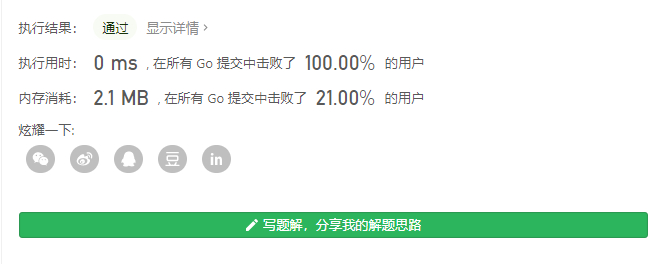 执行结果： 通过 显示详情 ›
执行用时： 0 ms , 在所有 Go 提交中击败了 100.00% 的用户
内存消耗： 2.1 MB , 在所有 Go 提交中击败了 21.00% 的用户
炫耀一下:
豆 in
写题解，分享我的解题思路